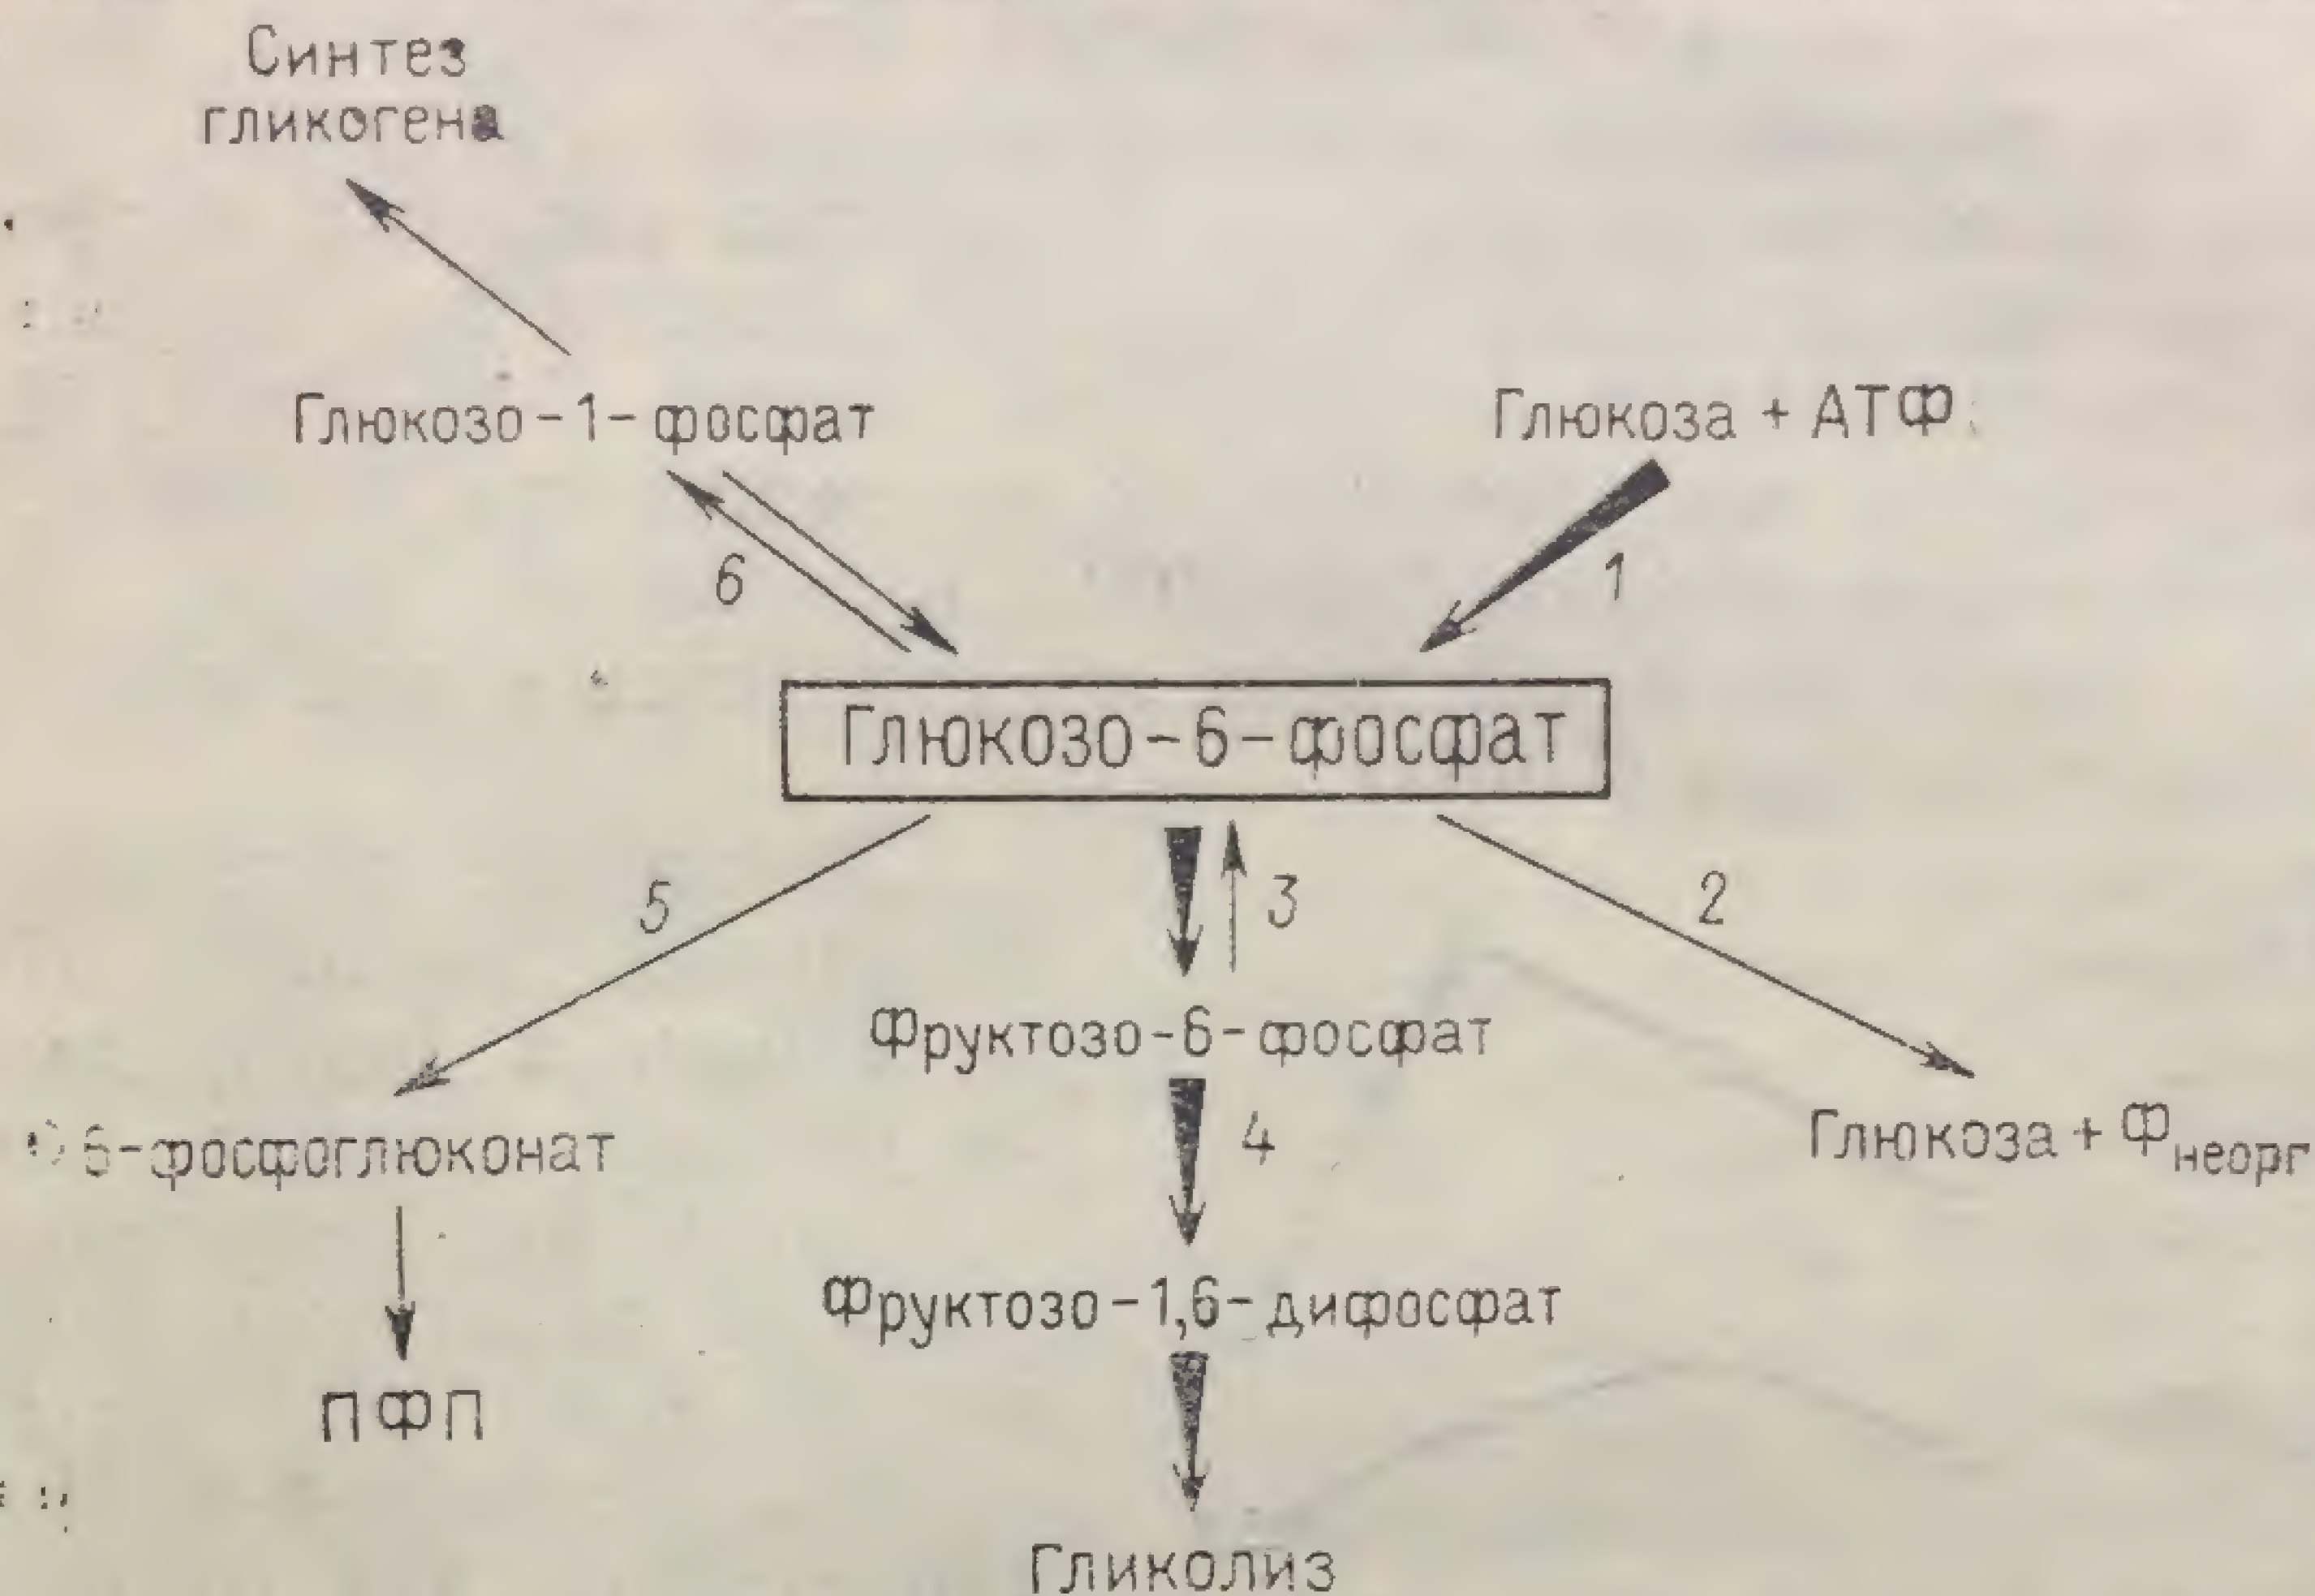 Синтез
гликогена
Глюкозо-1-фосфат
Глюкоза + АТФ
6
1
Глюкозо-6-фосфат
5
3
2
Фруктозо-6-фосфат
6-фосфоглюконат
4
Глюкоза + Фнеорг
Фруктозо-1,6-дифосфат
ПФП
Гликолиз